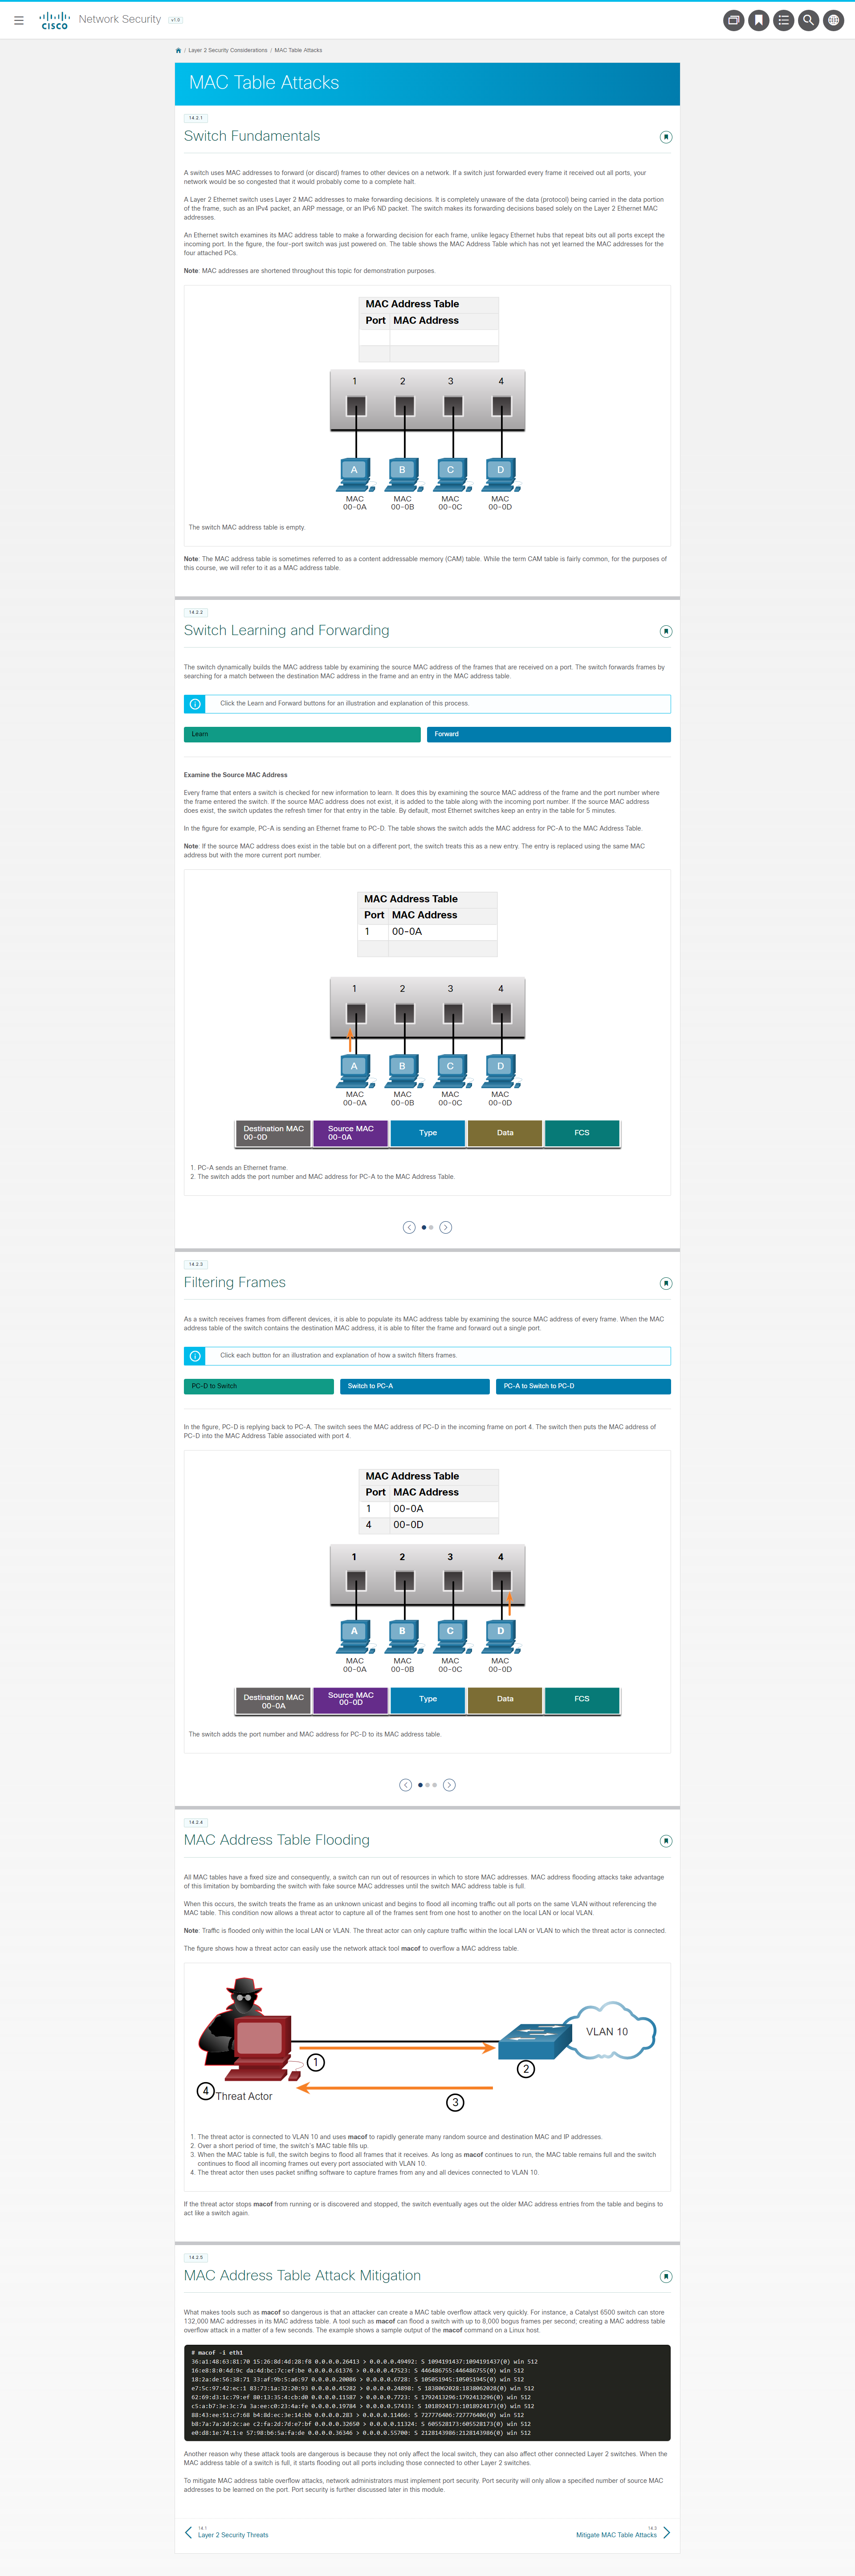 CISCO
Network Security
v1.0
/ Layer 2 Security Considerations / MAC Table Attacks
MAC Table Attacks
14.2.1
Switch Fundamentals
A switch uses MAC addresses to forward (or discard) frames to other devices on a network. If a switch just forwarded every frame it received out all ports, your
network would be so congested that it would probably come to a complete halt.
A Layer 2 Ethernet switch uses Layer 2 MAC addresses to make forwarding decisions. It is completely unaware of the data (protocol) being carried in the data portion
of the frame, such as an IPv4 packet, an ARP message, or an IPv6 ND packet. The switch makes its forwarding decisions based solely on the Layer 2 Ethernet MAC
addresses.
An Ethernet switch examines its MAC address table to make a forwarding decision for each frame, unlike legacy Ethernet hubs that repeat bits out all ports except the
incoming port. In the figure, the four-port switch was just powered on. The table shows the MAC Address Table which has not yet learned the MAC addresses for the
four attached PCs.
Note: MAC addresses are shortened throughout this topic for demonstration purposes.
MAC Address Table
Port MAC Address
1 2 3 4
A B C D
MAC MAC MAC MAC
00-0A 00-0B 00-0C 00-0D
The switch MAC address table is empty.
Note: The MAC address table is sometimes referred to as a content addressable memory (CAM) table. While the term CAM table is fairly common, for the purposes of
this course, we will refer to it as a MAC address table.
14.2.2
Switch Learning and Forwarding
The switch dynamically builds the MAC address table by examining the source MAC address of the frames that are received on a port. The switch forwards frames by
searching for a match between the destination MAC address in the frame and an entry in the MAC address table.
Click the Learn and Forward buttons for an illustration and explanation of this process.
Learn Forward
Examine the Source MAC Address
Every frame that enters a switch is checked for new information to learn. It does this by examining the source MAC address of the frame and the port number where
the frame entered the switch. If the source MAC address does not exist, it is added to the table along with the incoming port number. If the source MAC address
does exist, the switch updates the refresh timer for that entry in the table. By default, most Ethernet switches keep an entry in the table for 5 minutes.
In the figure for example, PC-A is sending an Ethernet frame to PC-D. The table shows the switch adds the MAC address for PC-A to the MAC Address Table.
Note: If the source MAC address does exist in the table but on a different port, the switch treats this as a new entry. The entry is replaced using the same MAC
address but with the more current port number.
MAC Address Table
Port MAC Address
1 00-0A
1 2 3 4
A B C D
MAC MAC MAC MAC
00-0A 00-0B 00-0C 00-0D
Destination MAC Source MAC Type Data FCS
00-0D 00-0A
1. PC-A sends an Ethernet frame.
2. The switch adds the port number and MAC address for PC-A to the MAC Address Table.
14.2.3
Filtering Frames
As a switch receives frames from different devices, it is able to populate its MAC address table by examining the source MAC address of every frame. When the MAC
address table of the switch contains the destination MAC address, it is able to filter the frame and forward out a single port.
Click each button for an illustration and explanation of how a switch filters frames.
PC-D to Switch Switch to PC-A PC-A to Switch to PC-D
In the figure, PC-D is replying back to PC-A. The switch sees the MAC address of PC-D in the incoming frame on port 4. The switch then puts the MAC address of
PC-D into the MAC Address Table associated with port 4.
MAC Address Table
Port MAC Address
1 00-0A
4 00-0D
1 2 3 4
A B C D
MAC MAC MAC MAC
00-0A 00-0B 00-0C 00-0D
Destination MAC Source MAC Type Data FCS
00-0A 00-0D
The switch adds the port number and MAC address for PC-D to its MAC address table.
14.2.4
MAC Address Table Flooding
All MAC tables have a fixed size and consequently, a switch can run out of resources in which to store MAC addresses. MAC address flooding attacks take advantage
of this limitation by bombarding the switch with fake source MAC addresses until the switch MAC address table is full.
When this occurs, the switch treats the frame as an unknown unicast and begins to flood all incoming traffic out all ports on the same VLAN without referencing the
MAC table. This condition now allows a threat actor to capture all of the frames sent from one host to another on the local LAN or local VLAN.
Note: Traffic is flooded only within the local LAN or VLAN. The threat actor can only capture traffic within the local LAN or VLAN to which the threat actor is connected.
The figure shows how a threat actor can easily use the network attack tool macof to overflow a MAC address table.
VLAN 10
1
2
3
4 Threat Actor
1. The threat actor is connected to VLAN 10 and uses macof to rapidly generate many random source and destination MAC and IP addresses.
2. Over a short period of time, the switch's MAC table fills up.
3. When the MAC table is full, the switch begins to flood all frames that it receives. As long as macof continues to run, the MAC table remains full and the switch
continues to flood all incoming frames out every port associated with VLAN 10.
4. The threat actor then uses packet sniffing software to capture frames from any and all devices connected to VLAN 10.
If the threat actor stops macof from running or is discovered and stopped, the switch eventually ages out the older MAC address entries from the table and begins to
act like a switch again.
14.2.5
MAC Address Table Attack Mitigation
What makes tools such as macof so dangerous is that an attacker can create a MAC table overflow attack very quickly. For instance, a Catalyst 6500 switch can store
132,000 MAC addresses in its MAC address table. A tool such as macof can flood a switch with up to 8,000 bogus frames per second; creating a MAC address table
overflow attack in a matter of a few seconds. The example shows a sample output of the macof command on a Linux host.
# macof -i eth1
36:a1:48:63:81:70 15:26:8d:4d:28:f8 0.0.0.0.26413 > 0.0.0.0.49492: S 1094191437:1094191437(0) win 512
16:e8:8:0:4d:9c da:4d:bc:7c:ef:be 0.0.0.0.61376 > 0.0.0.0.47523: S 446486755:446486755(0) win 512
18:2a:de:56:38:71 33:af:9b:5:a6:97 0.0.0.0.20086 > 0.0.0.0.6728: S 105051945:105051945(0) win 512
e7:5c:97:42:ec:1 83:73:1a:32:20:93 0.0.0.0.45282 > 0.0.0.0.24898: S 1838062028:1838062028(0) win 512
62:69:d3:1c:79:ef 80:13:35:4:cb:d0 0.0.0.0.11587 > 0.0.0.0.7723: S 1792413296:1792413296(0) win 512
c5:a:b7:3e:3c:7a 3a:ee:c0:23:4a:fe 0.0.0.0.19784 > 0.0.0.0.57433: S 1018924173:1018924173(0) win 512
88:43:ee:51:c7:68 b4:8d:ec:3e:14:bb 0.0.0.0.283 > 0.0.0.0.11466: S 727776406:727776406(0) win 512
b8:7a:7a:2d:2c:ae c2:fa:2d:7d:e7:bf 0.0.0.0.32650 > 0.0.0.0.11324: S 605528173:605528173(0) win 512
e0:d8:1e:74:1:e 57:98:b6:5a:fa:de 0.0.0.0.36346 > 0.0.0.0.55700: S 2128143986:2128143986(0) win 512
Another reason why these attack tools are dangerous is because they not only affect the local switch, they can also affect other connected Layer 2 switches. When the
MAC address table of a switch is full, it starts flooding out all ports including those connected to other Layer 2 switches.
To mitigate MAC address table overflow attacks, network administrators must implement port security. Port security will only allow a specified number of source MAC
addresses to be learned on the port. Port security is further discussed later in this module.
14.1 14.3
Layer 2 Security Threats Mitigate MAC Table Attacks